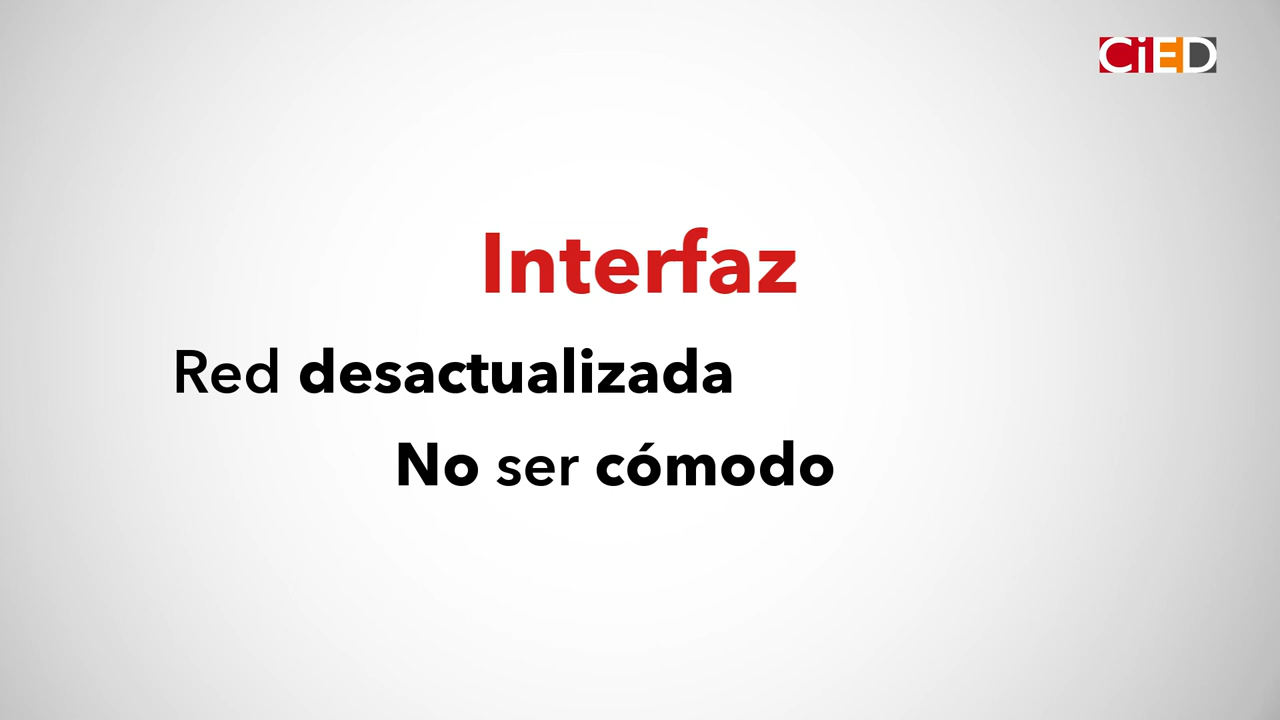 CiED
Interfaz
Red desactualizada
No ser cómodo